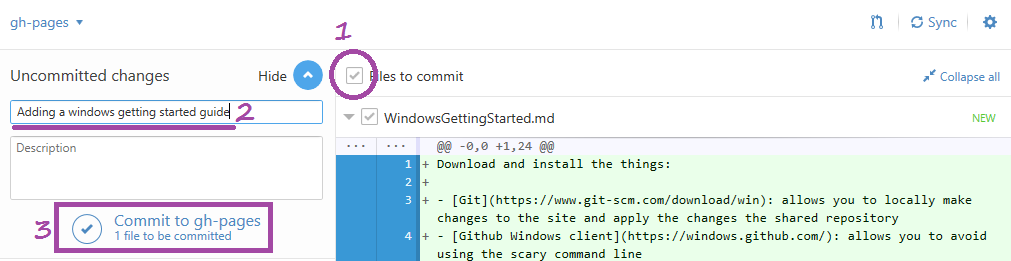 gh-pages
Sync
1
Uncommitted changes
Hide
Files to commit
Collapse all
Adding a windows getting started guide
2
WindowsGettingStarted.md
NEW
Description
... ... @@ -0,0 +1,24 @@
1 + Download and install the things:
2 +
3 + - [Git](https://www.git-scm.com/download/win): allows you to locally make
changes to the site and apply the changes the shared repository
4 + - [Github Windows client](https://windows.github.com/): allows you to avoid
using the scary command line
3
Commit to gh-pages
1 file to be committed